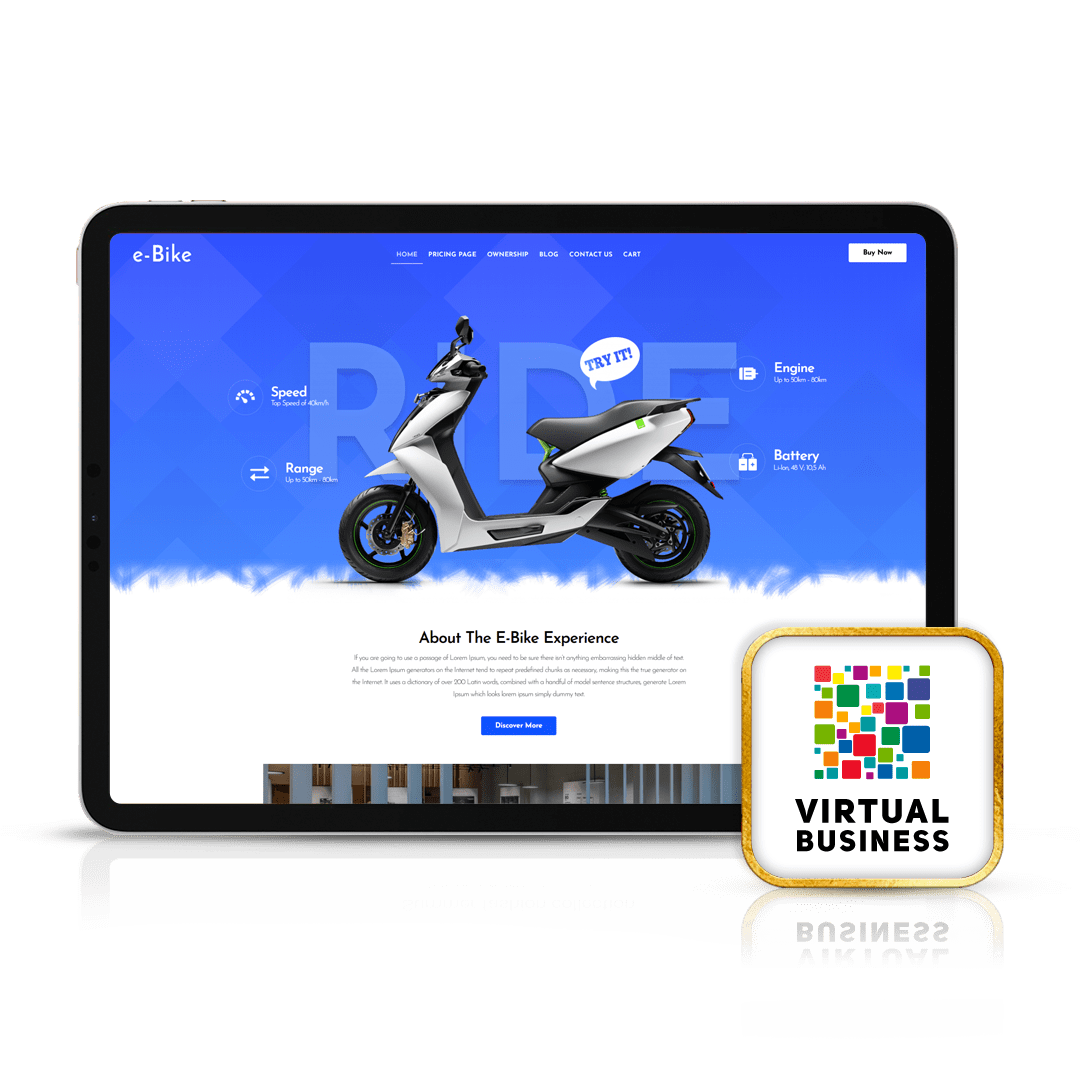 e-Bike
HOME PRICING PAGE OWNERSHIP BLOG CONTACT US CART
Buy Now
RIDE
TRY IT!
Speed
Top Speed of 40km/h
Range
Up to 50km - 80km
Engine
Up to 50km - 80km
Battery
Li-Ion, 48 V, 10,5 Ah
About The E-Bike Experience
If you are going to use a passage of Lorem Ipsum, you need to be sure there isn't anything embarrassing hidden middle of text.
All the Lorem Ipsum generators on the Internet tend to repeat predefined chunks as necessary, making this the true generator on
the Internet. It uses a dictionary of over 200 Latin words, combined with a handful of model sentence structures, generate Lorem
Ipsum which looks lorem ipsum simply dummy text.
Discover More
VIRTUAL
BUSINESS